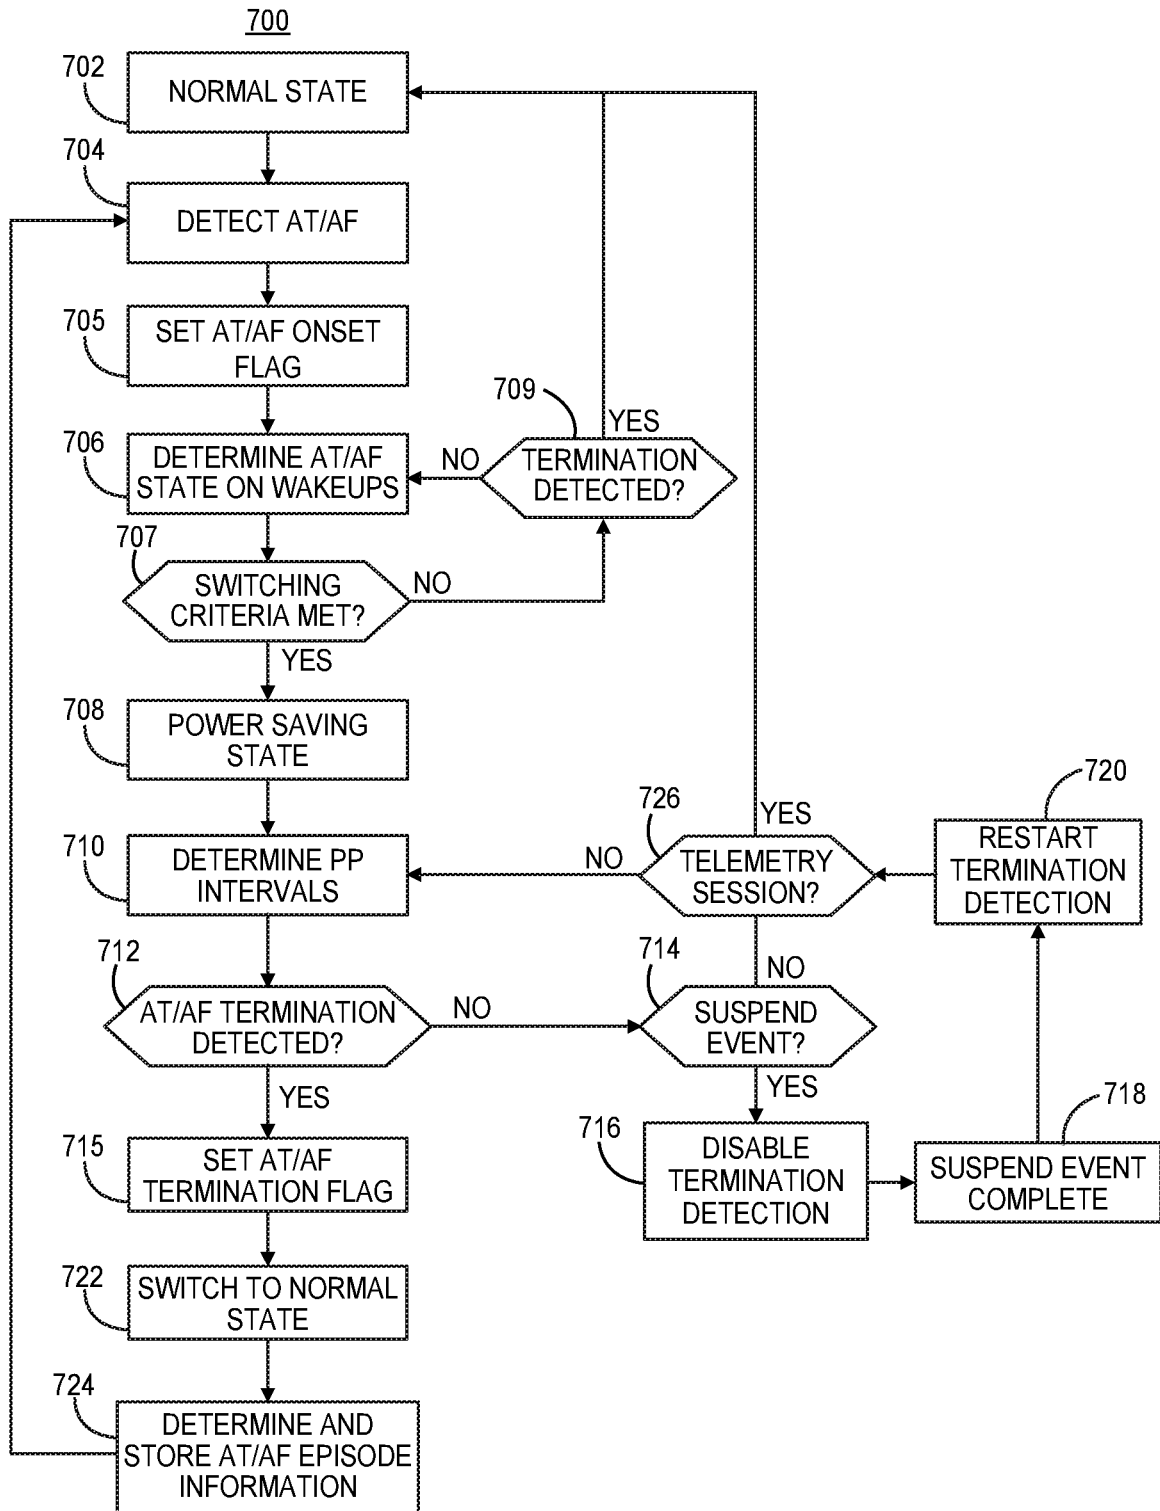 700
702
NORMAL STATE
704
DETECT AT/AF
705
SET AT/AF ONSET
FLAG
709
YES
706
DETERMINE AT/AF
STATE ON WAKEUPS
NO
TERMINATION
DETECTED?
707
SWITCHING
CRITERIA MET?
NO
YES
708
POWER SAVING
STATE
726
YES
720
710
DETERMINE PP
INTERVALS
NO
TELEMETRY
SESSION?
RESTART
TERMINATION
DETECTION
712
714
NO
AT/AF TERMINATION
DETECTED?
NO
SUSPEND
EVENT?
YES
YES
718
715
SET AT/AF
TERMINATION FLAG
716
DISABLE
TERMINATION
DETECTION
SUSPEND EVENT
COMPLETE
722
SWITCH TO NORMAL
STATE
724
DETERMINE AND
STORE AT/AF EPISODE
INFORMATION